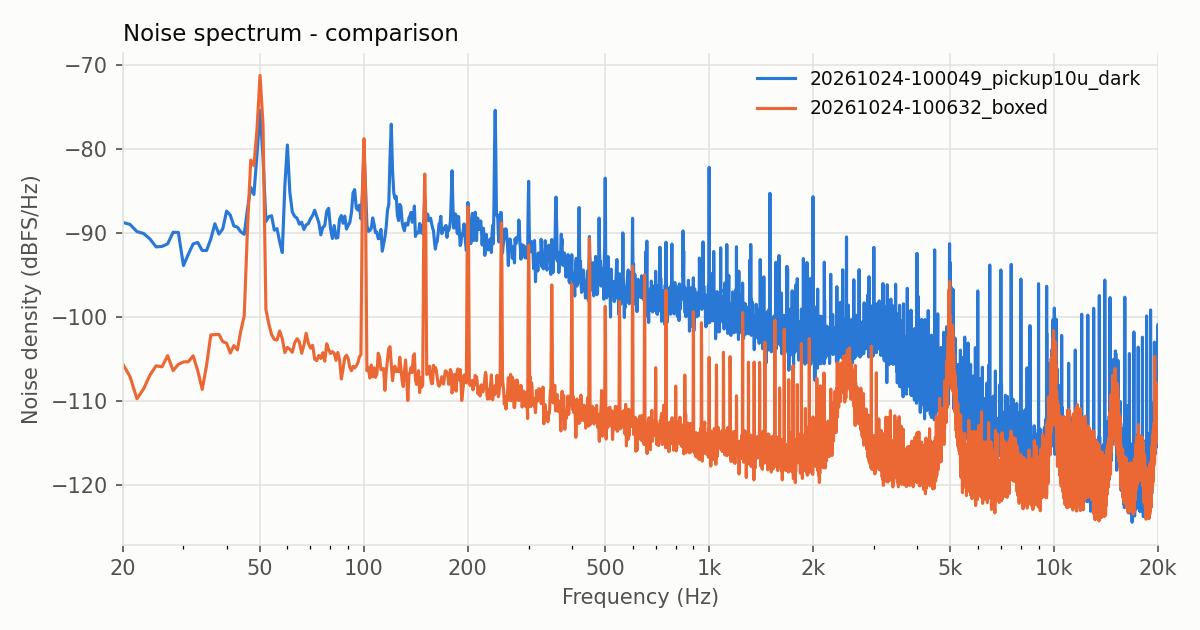 Noise spectrum - comparison
20261024-100049_pickup10u_dark
20261024-100632_boxed
Noise density (dBFS/Hz)
−70
−80
−90
−100
−110
−120
20 50 100 200 500 1k 2k 5k 10k 20k
Frequency (Hz)